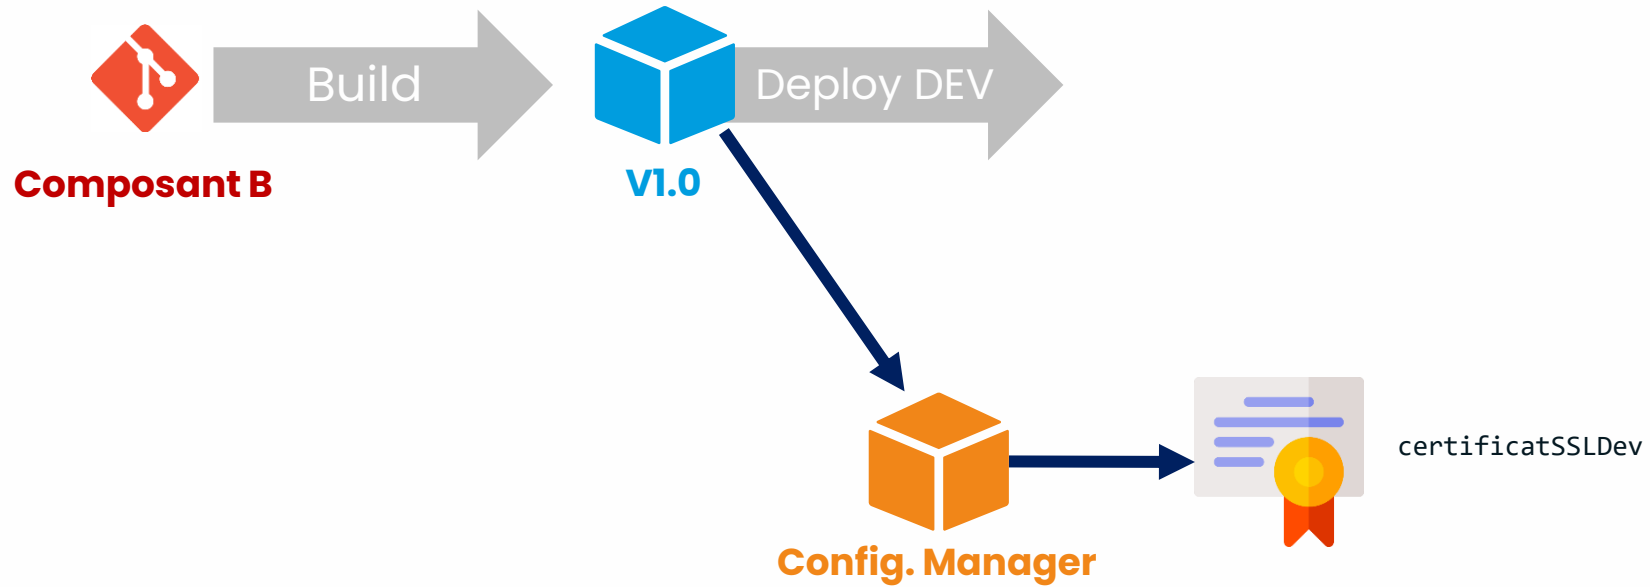 Build
Deploy DEV
Composant B
V1.0
certificatSSLDev
Config. Manager